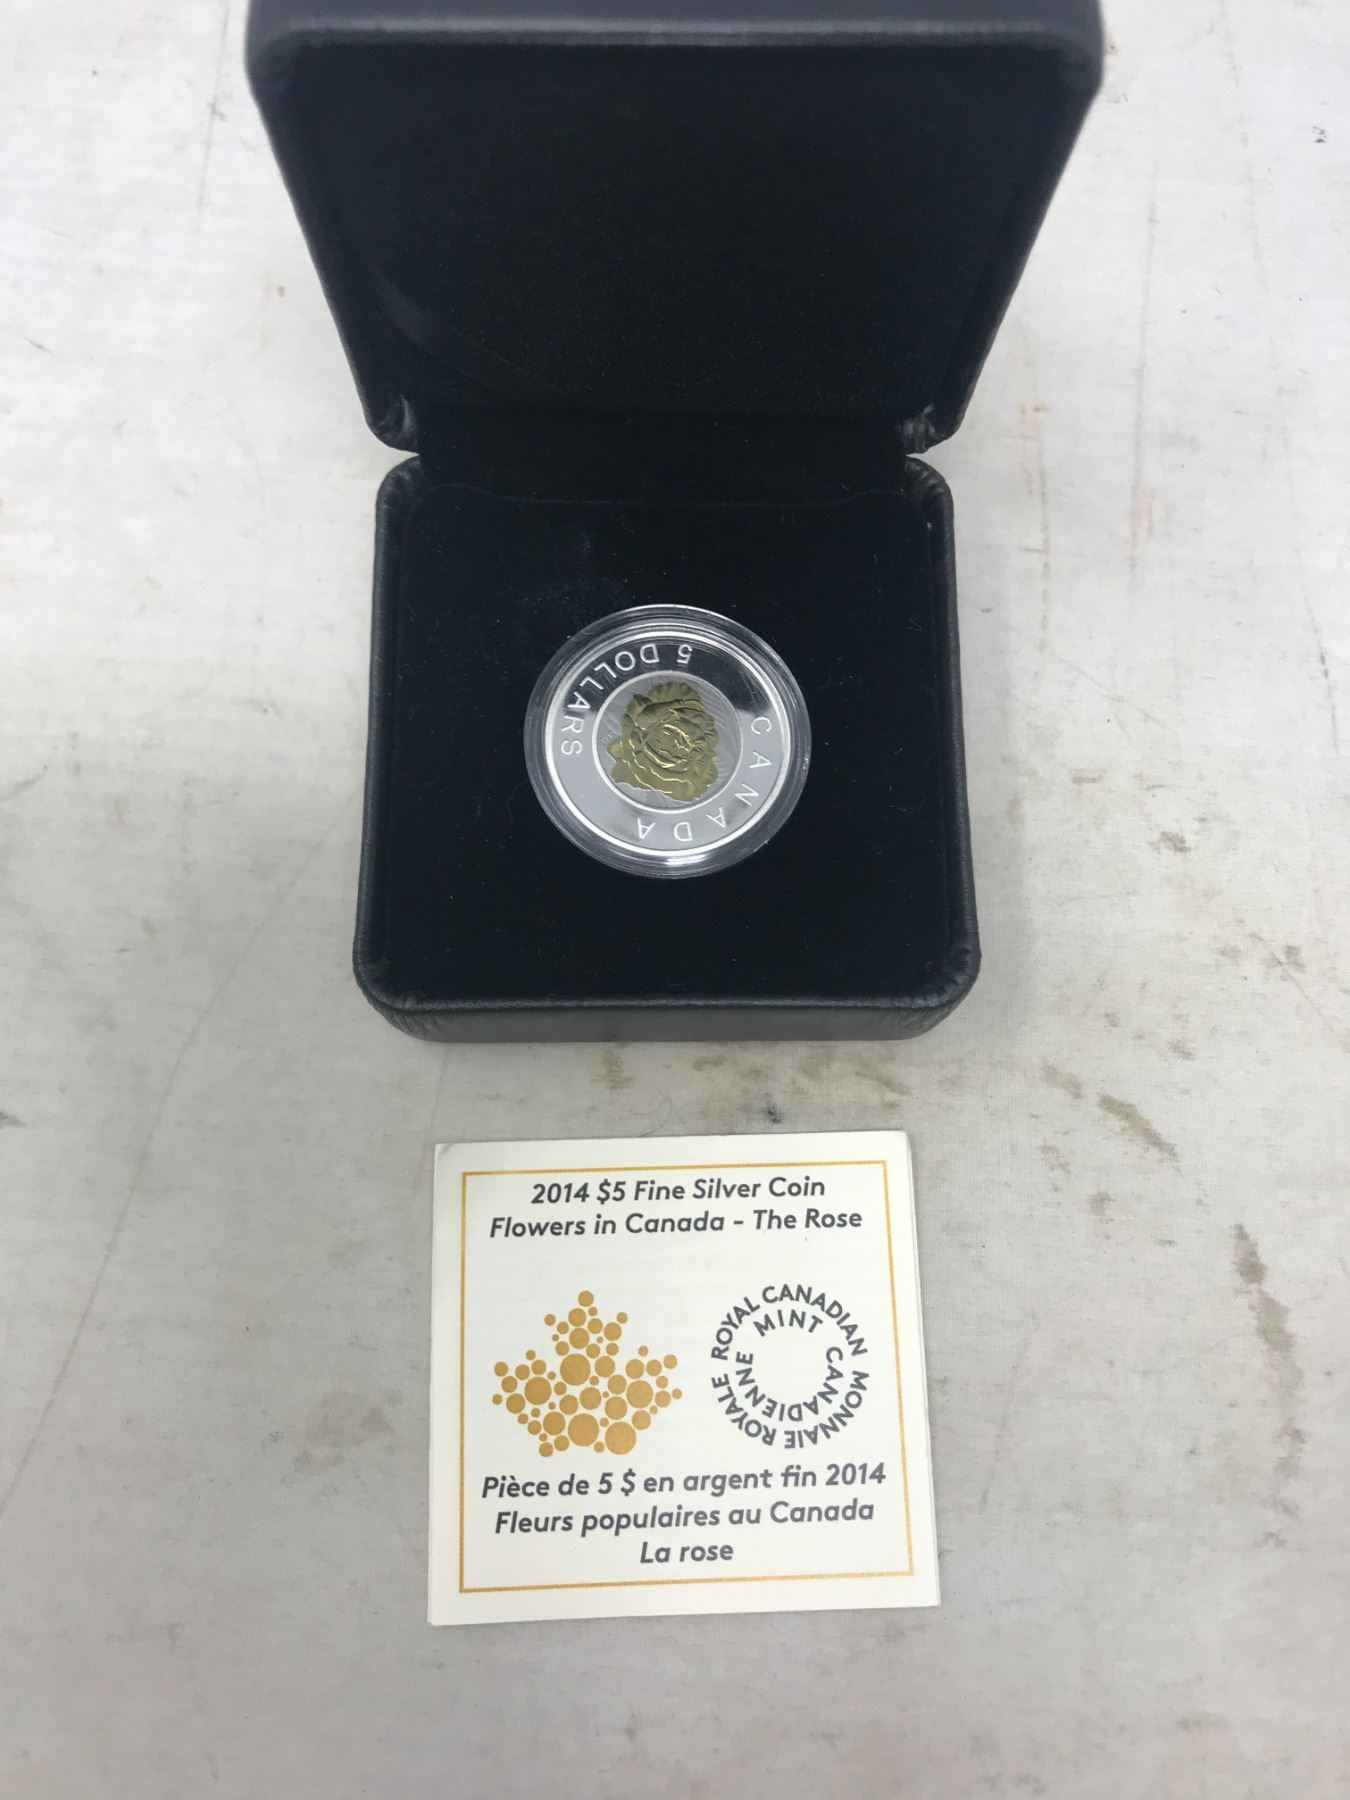 5 DOLLARS
CANADA
2014 $5 Fine Silver Coin
Flowers in Canada - The Rose
ROYAL CANADIAN
MINT
MONNAIE ROYALE
CANADIENNE
Pièce de 5 $ en argent fin 2014
Fleurs populaires au Canada
La rose